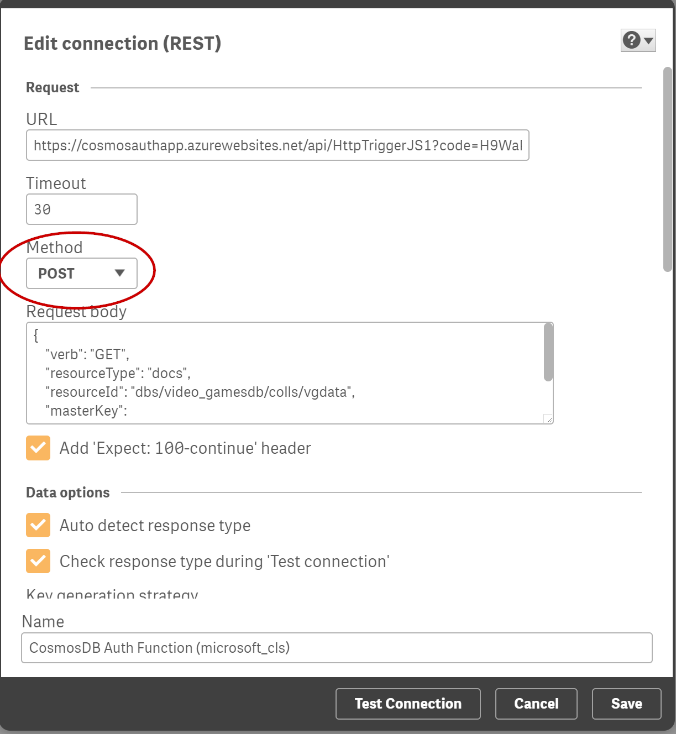 Edit connection (REST)
?
Request
URL
https://cosmosauthapp.azurewebsites.net/api/HttpTriggerJS1?code=H9WaI
Timeout
30
Method
POST
Request body
{
"verb": "GET",
"resourceType": "docs",
"resourceId": "dbs/video_gamesdb/colls/vgdata",
"masterKey":
Add 'Expect: 100-continue' header
Data options
Auto detect response type
Check response type during 'Test connection'
Key generation strategy
Name
CosmosDB Auth Function (microsoft_cls)
Test Connection
Cancel
Save